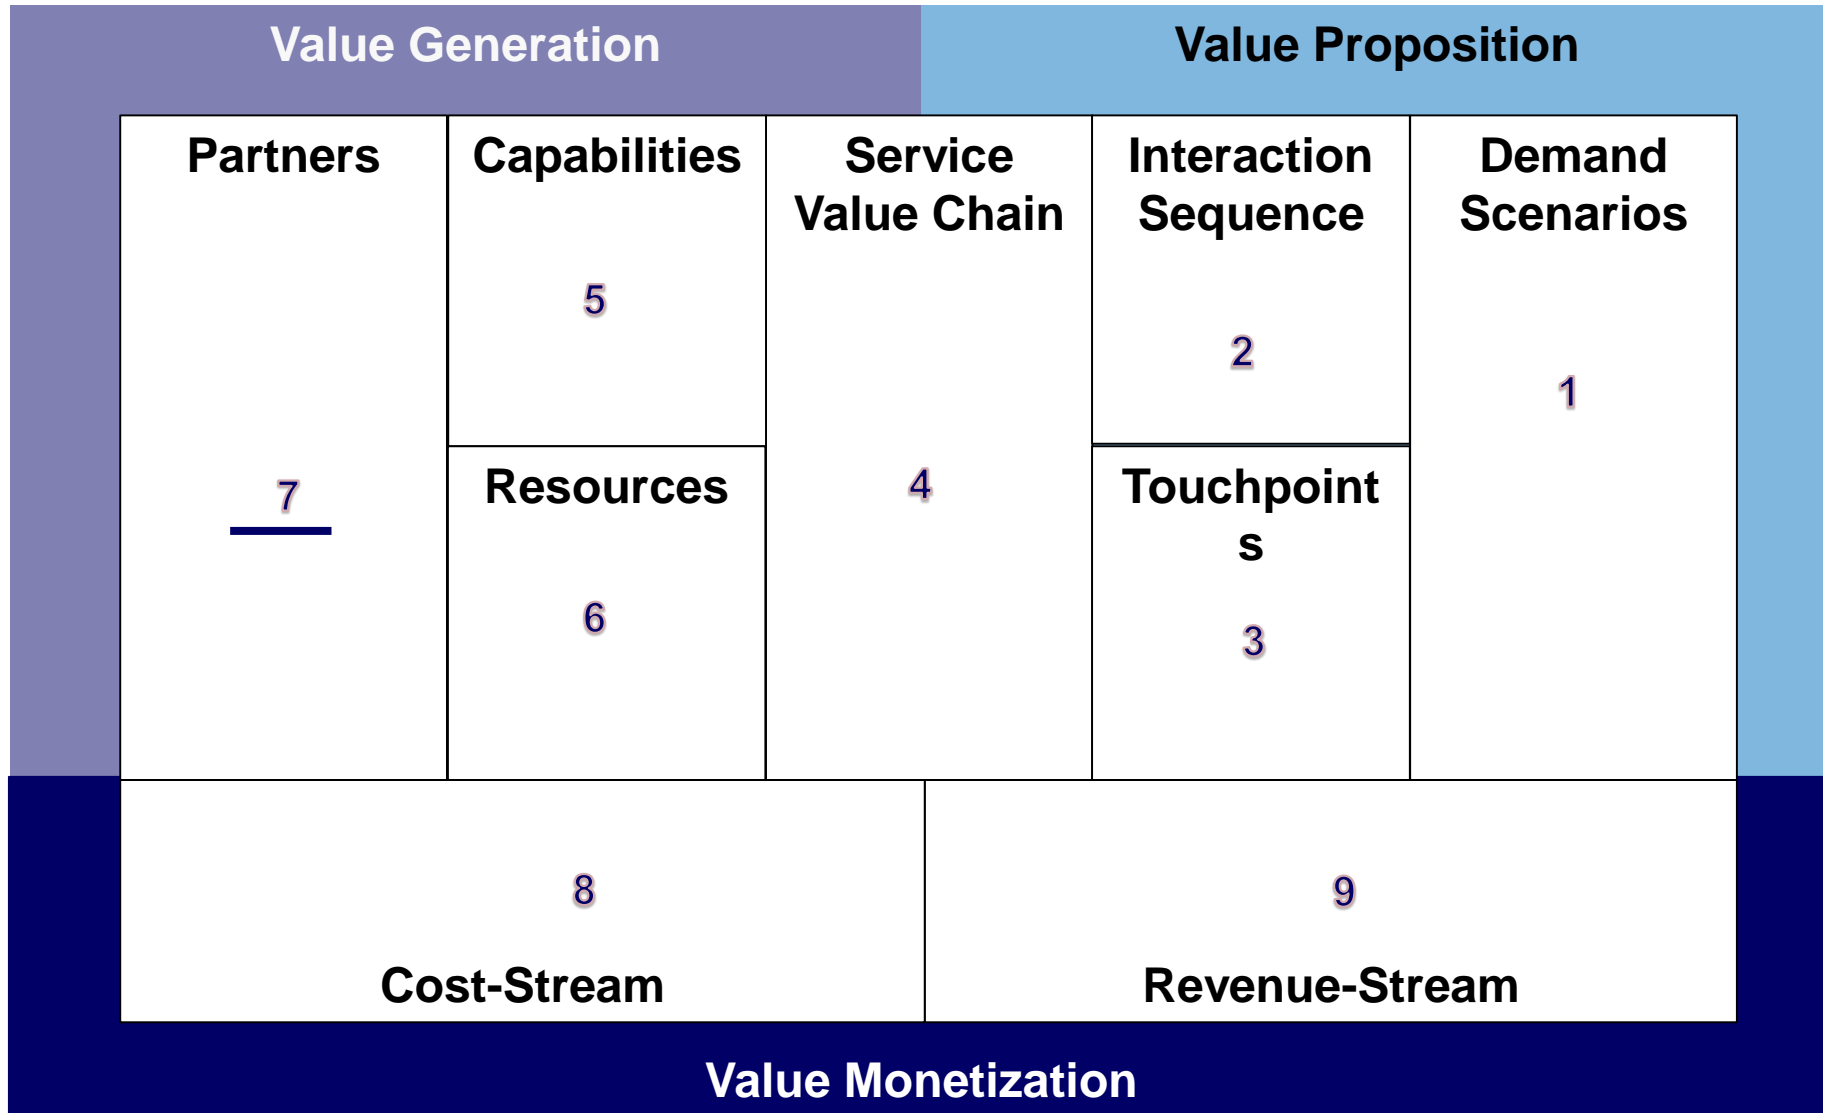 Value Generation
Value Proposition
Partners
7
Capabilities
5
Resources
6
Service
Value Chain
4
Interaction
Sequence
2
Touchpoint
s
3
Demand
Scenarios
1
8
Cost-Stream
9
Revenue-Stream
Value Monetization